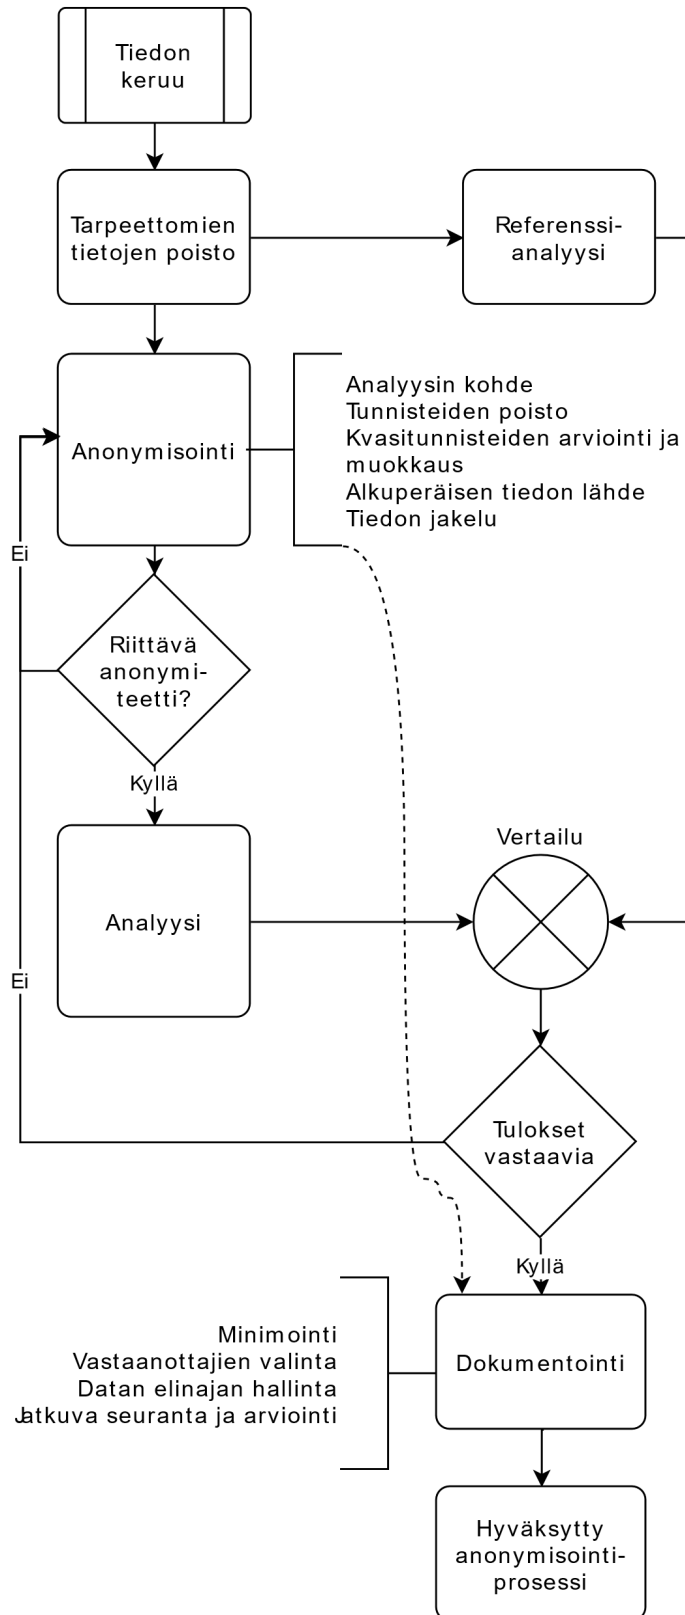 Tiedon
keruu
Tarpeettomien
tietojen poisto
Referenssi-
analyysi
Anonymisointi
Analyysin kohde
Tunnisteiden poisto
Kvasitunnisteiden arviointi ja
muokkaus
Alkuperäisen tiedon lähde
Tiedon jakelu
Ei
Riittävä
anonymi-
teetti?
Kyllä
Vertailu
Analyysi
Ei
Tulokset
vastaavia
Kyllä
Minimointi
Vastaanottajien valinta
Datan elinajan hallinta
Jatkuva seuranta ja arviointi
Dokumentointi
Hyväksytty
anonymisointi-
prosessi